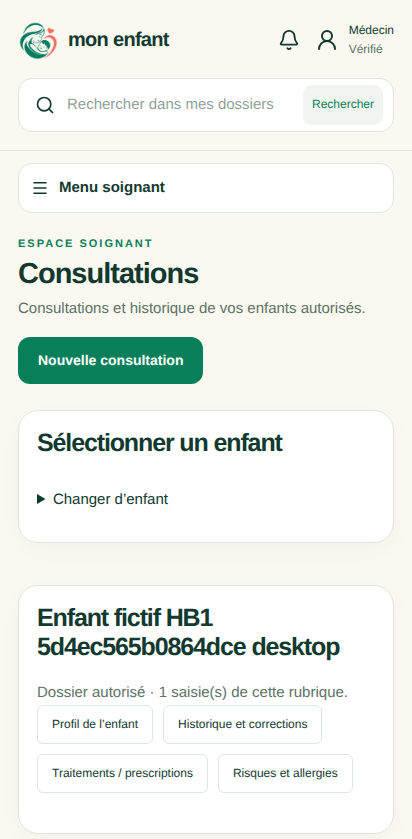 mon enfant
Médecin
Vérifié
Rechercher dans mes dossiers
Rechercher
Menu soignant
ESPACE SOIGNANT
Consultations
Consultations et historique de vos enfants autorisés.
Nouvelle consultation
Sélectionner un enfant
Changer d’enfant
Enfant fictif HB1
5d4ec565b0864dce desktop
Dossier autorisé · 1 saisie(s) de cette rubrique.
Profil de l’enfant
Historique et corrections
Traitements / prescriptions
Risques et allergies